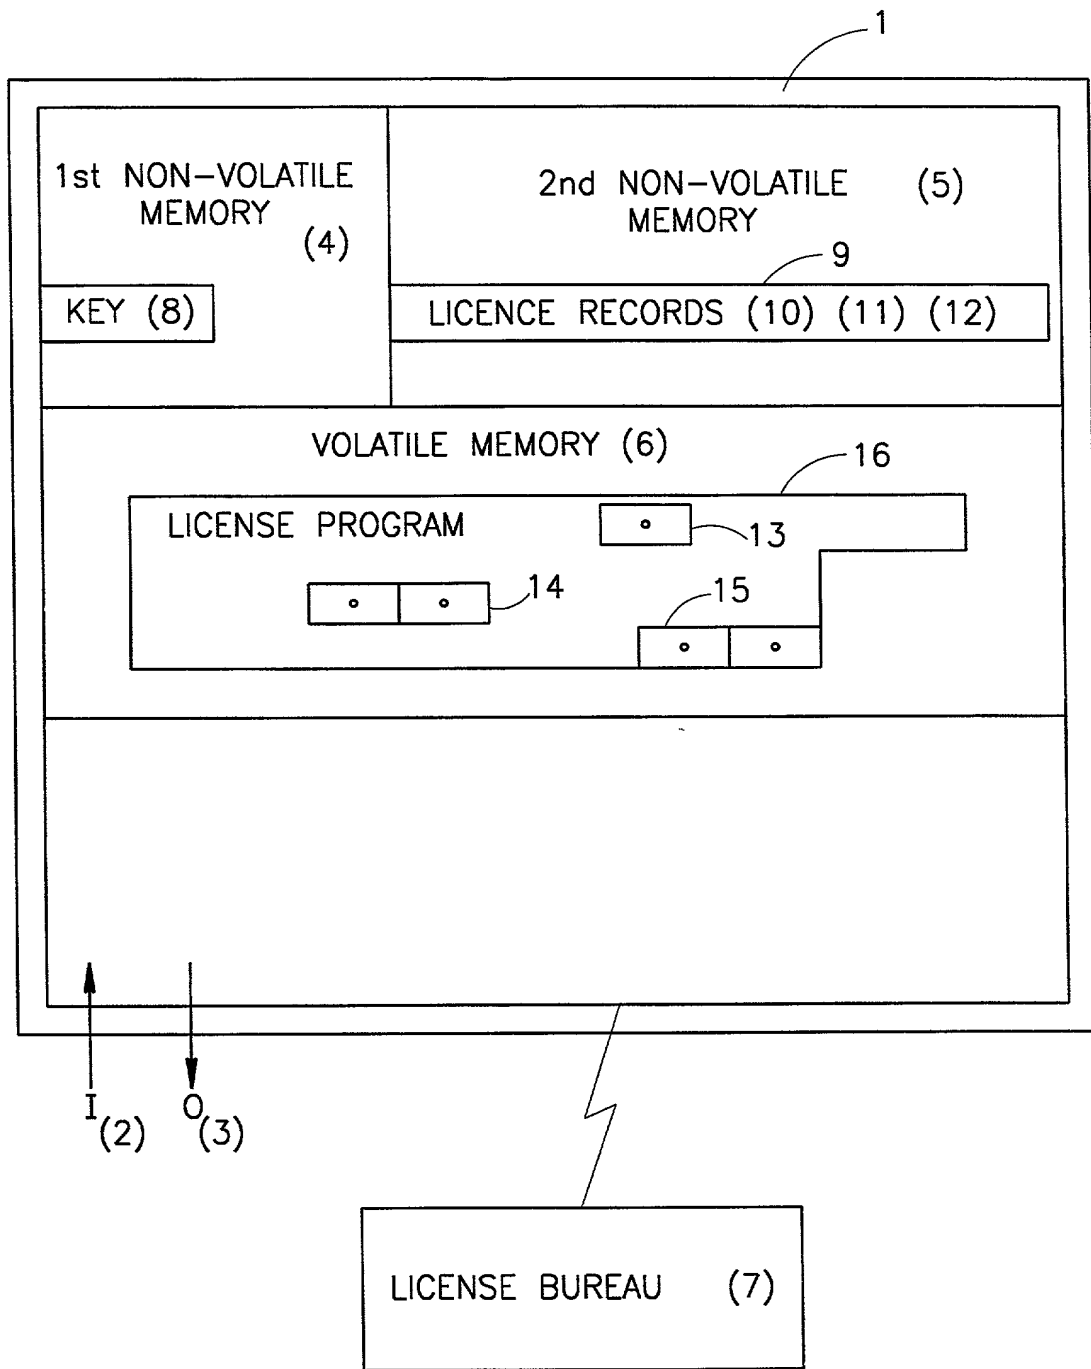 1
1st NON-VOLATILE
MEMORY
(4)
2nd NON-VOLATILE (5)
MEMORY
9
KEY (8)
LICENCE RECORDS (10) (11) (12)
VOLATILE MEMORY (6)
16
LICENSE PROGRAM
13
14
15
I
(2)
O
(3)
LICENSE BUREAU (7)